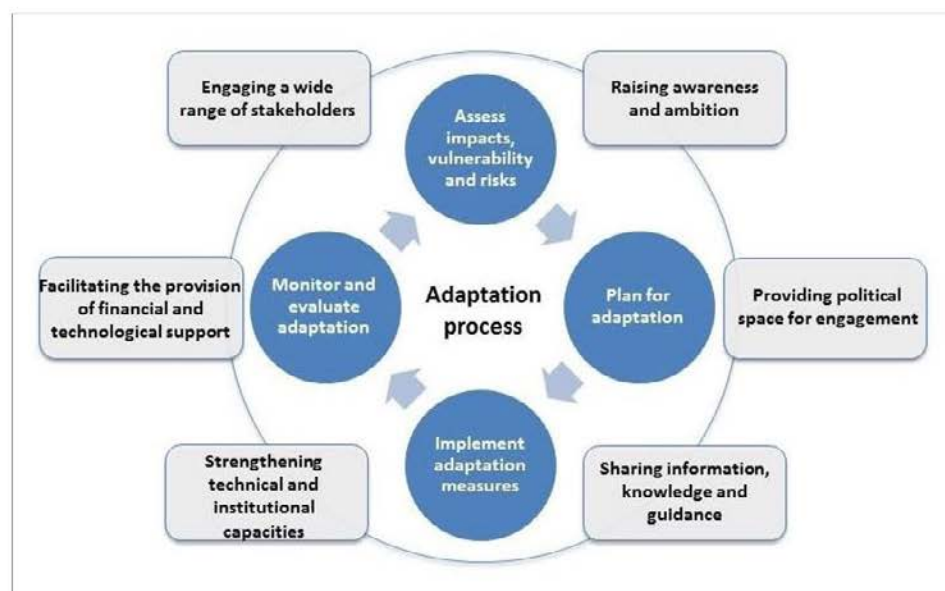 Engaging a wide
range of stakeholders
Assess
impacts,
vulnerability
and risks
Raising awareness
and ambition
Facilitating the provision
of financial and
technological support
Monitor and
evaluate
adaptation
Adaptation
process
Plan for
adaptation
Providing political
space for engagement
Strengthening
technical and
institutional
capacities
Implement
adaptation
measures
Sharing information,
knowledge and
guidance